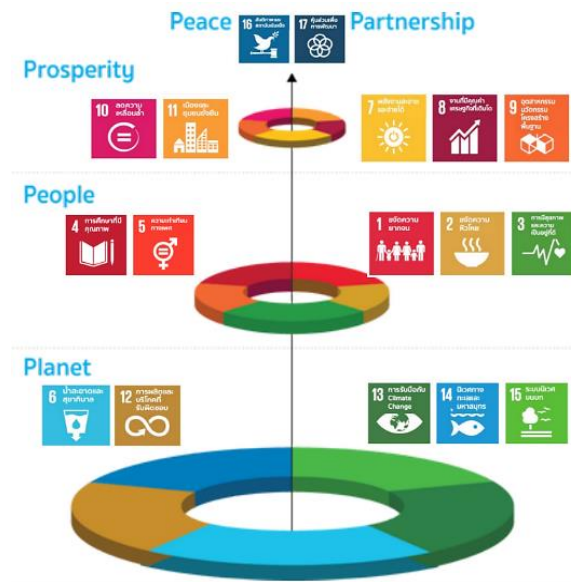 Peace
16 สังคมสงบสุข
17
Partnership
Prosperity
10 ลดความ
เหลื่อมล้ำ
11 เมืองและ
ชุมชนยั่งยืน
7 พลังงานสะอาด
8 งานที่มีคุณค่า
เศรษฐกิจที่เติบโต
9 อุตสาหกรรม
นวัตกรรม
โครงสร้าง
พื้นฐาน
People
4 การศึกษาที่มี
คุณภาพ
5 ความเท่าเทียม
ทางเพศ
1 ขจัดความ
ยากจน
2 ขจัดความ
หิวโหย
3 การมีสุขภาพ
และความ
เป็นอยู่ที่ดี
Planet
6 น้ำสะอาดและ
สุขาภิบาล
12 การผลิตและ
บริโภคที่
รับผิดชอบ
13 การรับมือกับ
Climate
Change
14 นิเวศทาง
ทะเลและ
มหาสมุทร
15 ระบบนิเวศ
บนบก